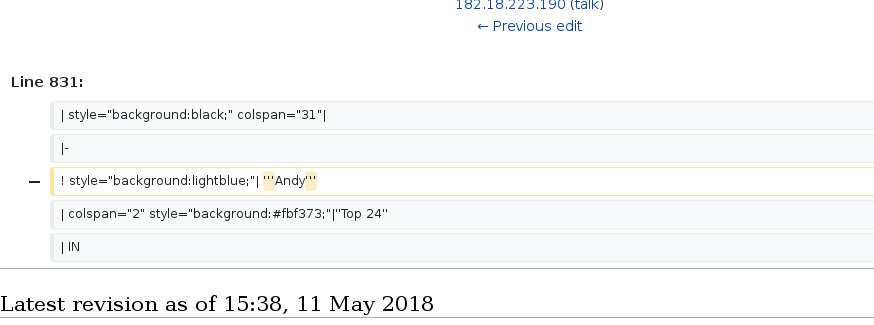 182.18.223.190 (talk)
← Previous edit
Line 831:
| style="background:black;" colspan="31"|
|-
− ! style="background:lightblue;"| '''Andy'''
| colspan="2" style="background:#fbf373;"|''Top 24''
| IN
Latest revision as of 15:38, 11 May 2018